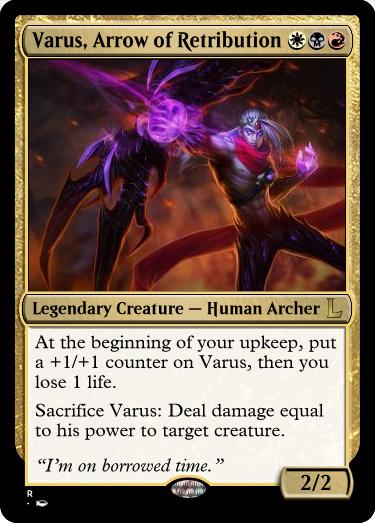 Varus, Arrow of Retribution
Legendary Creature — Human Archer L
At the beginning of your upkeep, put
a +1/+1 counter on Varus, then you
lose 1 life.
Sacrifice Varus: Deal damage equal
to his power to target creature.
“I’m on borrowed time.”
2/2
R